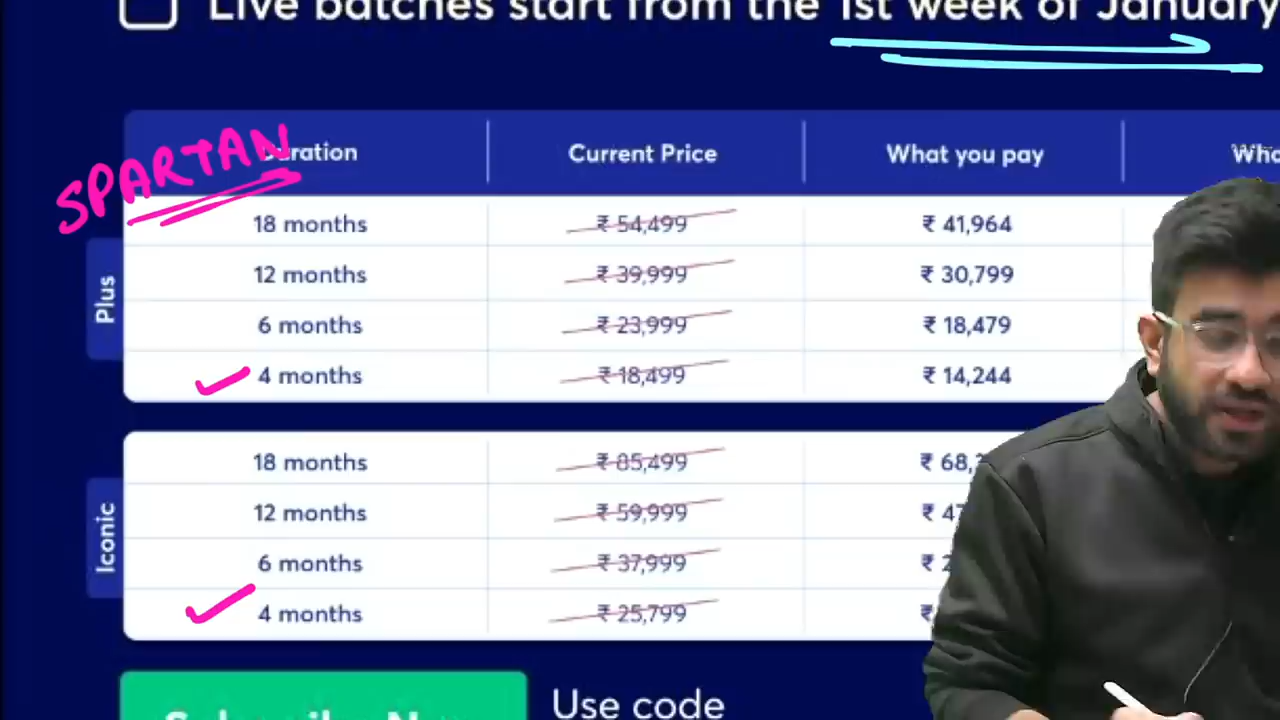 Live batches start from the 1st week of January
SPARTAN
Current Price
What you pay
Plus
18 months ₹ 54,499 ₹ 41,964
12 months ₹ 39,999 ₹ 30,799
6 months ₹ 23,999 ₹ 18,479
4 months ₹ 18,499 ₹ 14,244
Iconic
18 months ₹ 85,499 ₹ 68,
12 months ₹ 59,999 ₹ 47
6 months ₹ 37,999 ₹ 2
4 months ₹ 25,799 ₹
Use code